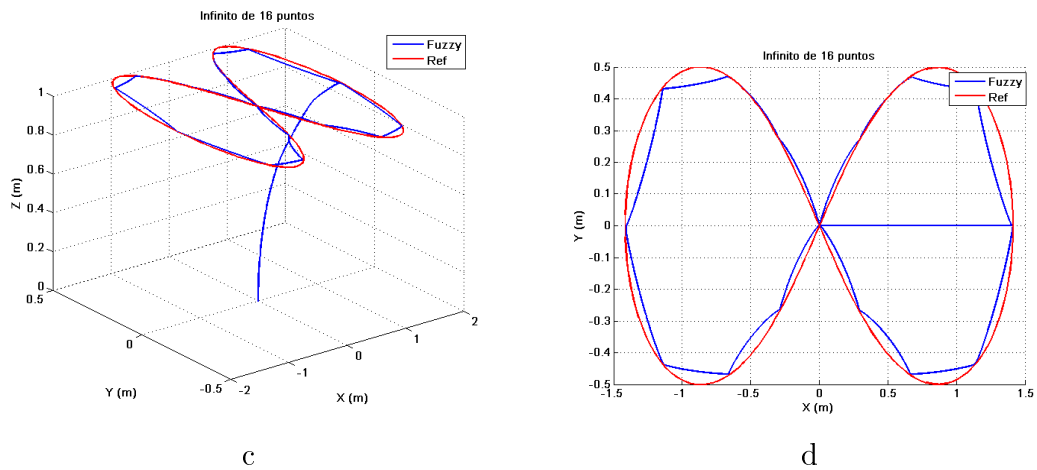 Infinito de 16 puntos
Fuzzy
Ref
1
0.8
0.6
0.4
0.2
0
Z (m)
0.5
0
-0.5
Y (m)
-2
-1
0
1
2
X (m)
c
Infinito de 16 puntos
Fuzzy
Ref
0.5
0.4
0.3
0.2
0.1
0
-0.1
-0.2
-0.3
-0.4
-0.5
Y (m)
-1.5
-1
-0.5
0
0.5
1
1.5
X (m)
d